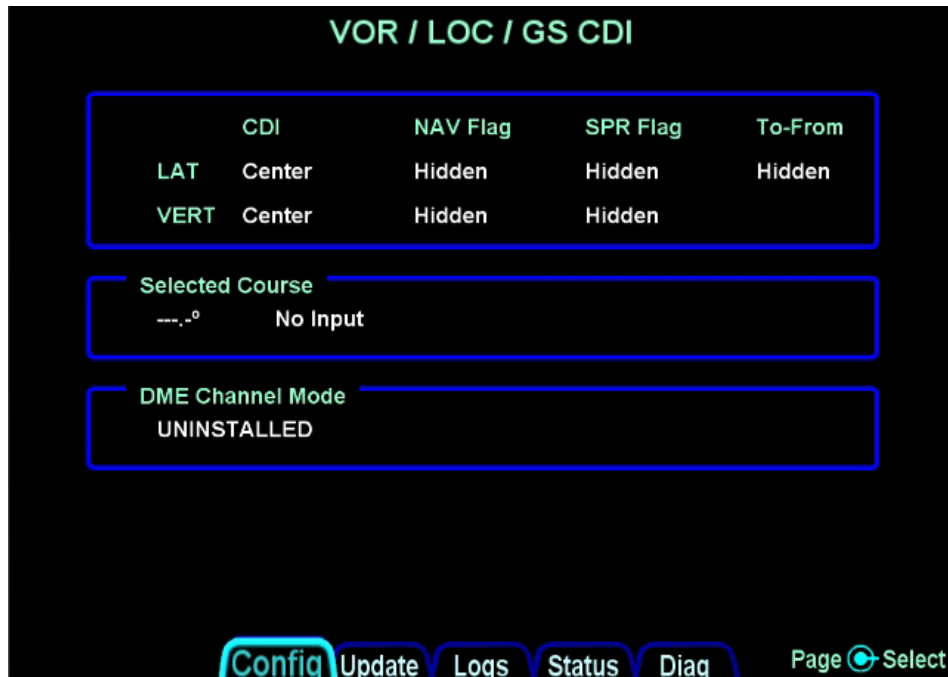 VOR / LOC / GS CDI
CDI NAV Flag SPR Flag To-From
LAT Center Hidden Hidden Hidden
VERT Center Hidden Hidden
Selected Course
---.-º No Input
DME Channel Mode
UNINSTALLED
Config Update Logs Status Diag Page Select